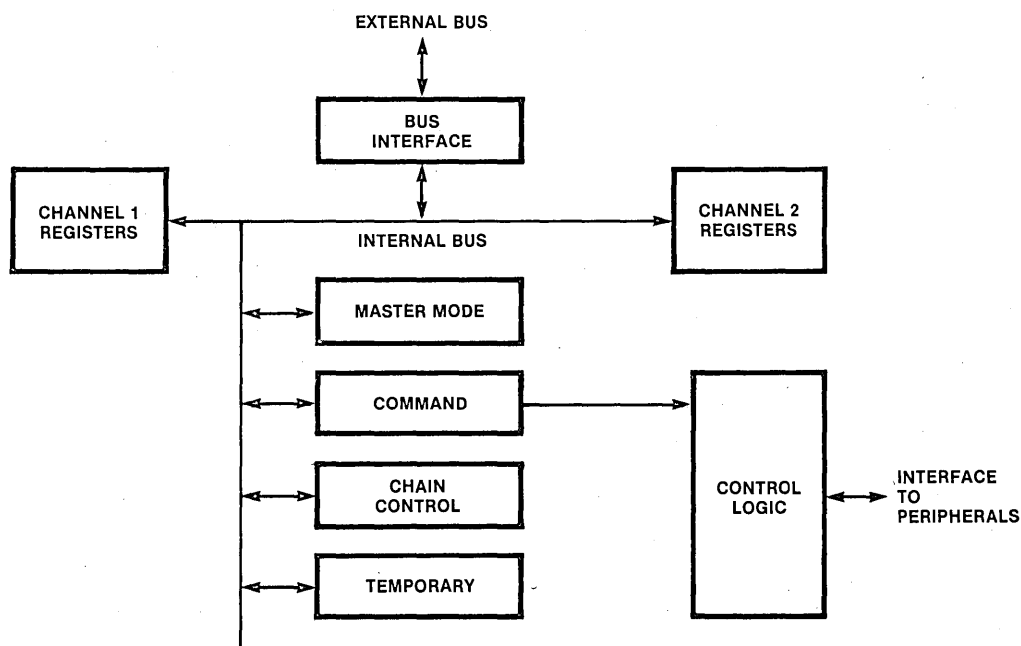 EXTERNAL BUS
BUS
INTERFACE
CHANNEL 1
REGISTERS
CHANNEL 2
REGISTERS
INTERNAL BUS
MASTER MODE
COMMAND
CHAIN
CONTROL
TEMPORARY
CONTROL
LOGIC
INTERFACE
TO
PERIPHERALS